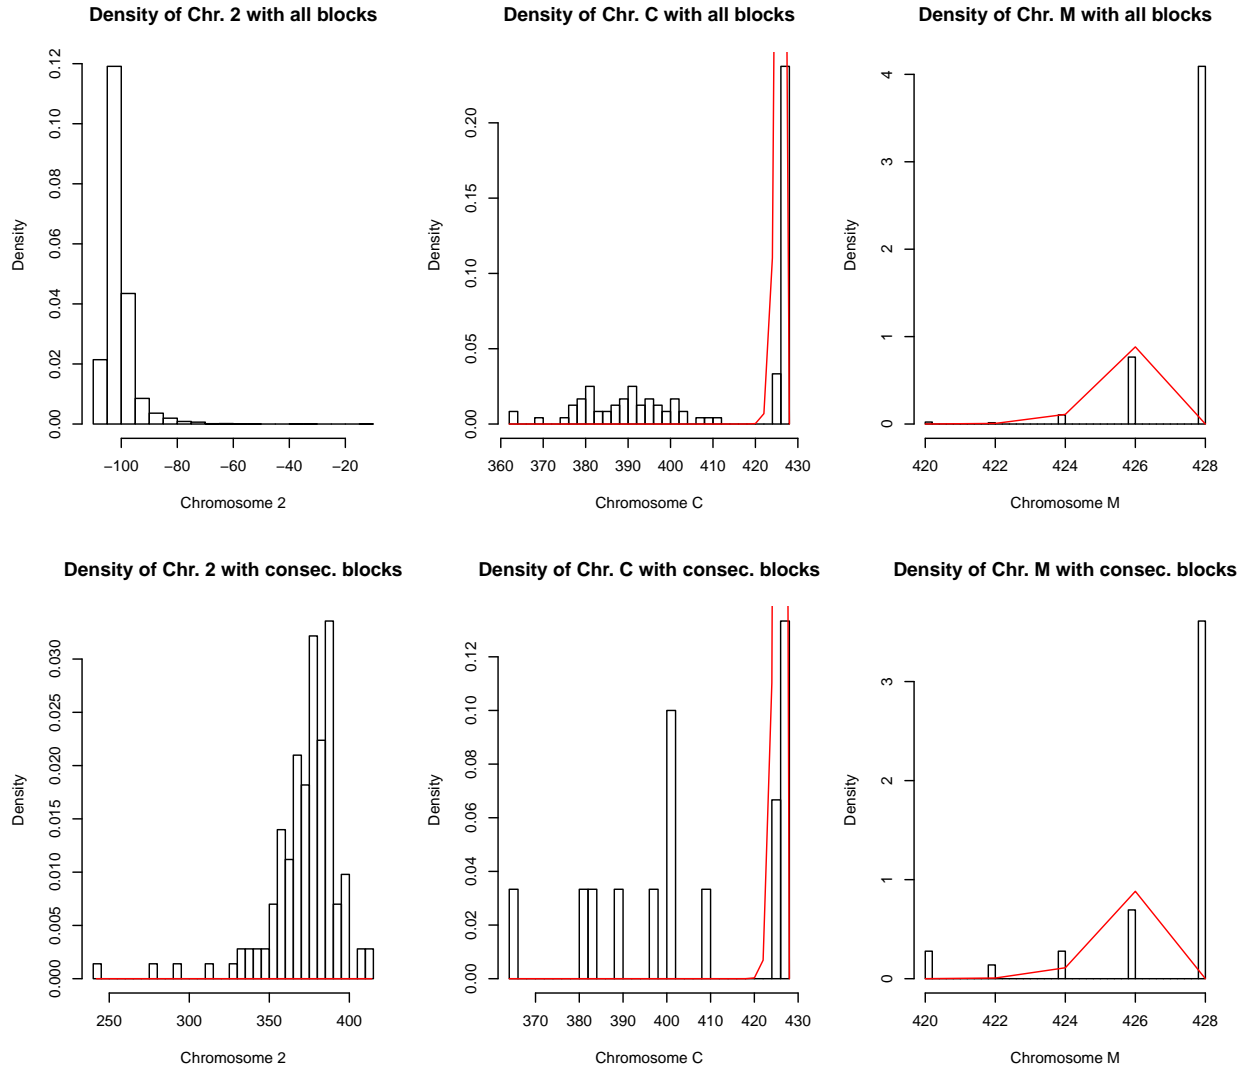 Density of Chr. 2 with all blocks
Density
0.00 0.02 0.04 0.06 0.08 0.10 0.12
−100 −80 −60 −40 −20
Chromosome 2
Density of Chr. C with all blocks
Density
0.00 0.05 0.10 0.15 0.20
360 370 380 390 400 410 420 430
Chromosome C
Density of Chr. M with all blocks
Density
0 1 2 3 4
420 422 424 426 428
Chromosome M
Density of Chr. 2 with consec. blocks
Density
0.000 0.005 0.010 0.015 0.020 0.025 0.030
250 300 350 400
Chromosome 2
Density of Chr. C with consec. blocks
Density
0.00 0.02 0.04 0.06 0.08 0.10 0.12
370 380 390 400 410 420 430
Chromosome C
Density of Chr. M with consec. blocks
Density
0 1 2 3
420 422 424 426 428
Chromosome M